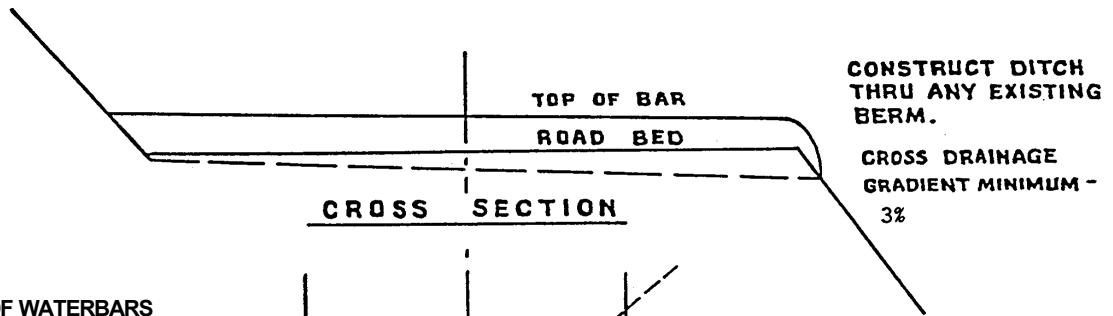 TOP OF BAR
ROAD BED
CROSS SECTION
CONSTRUCT DITCH
THRU ANY EXISTING
BERM.
CROSS DRAINAGE
GRADIENT MINIMUM -
3%
OF WATERBARS